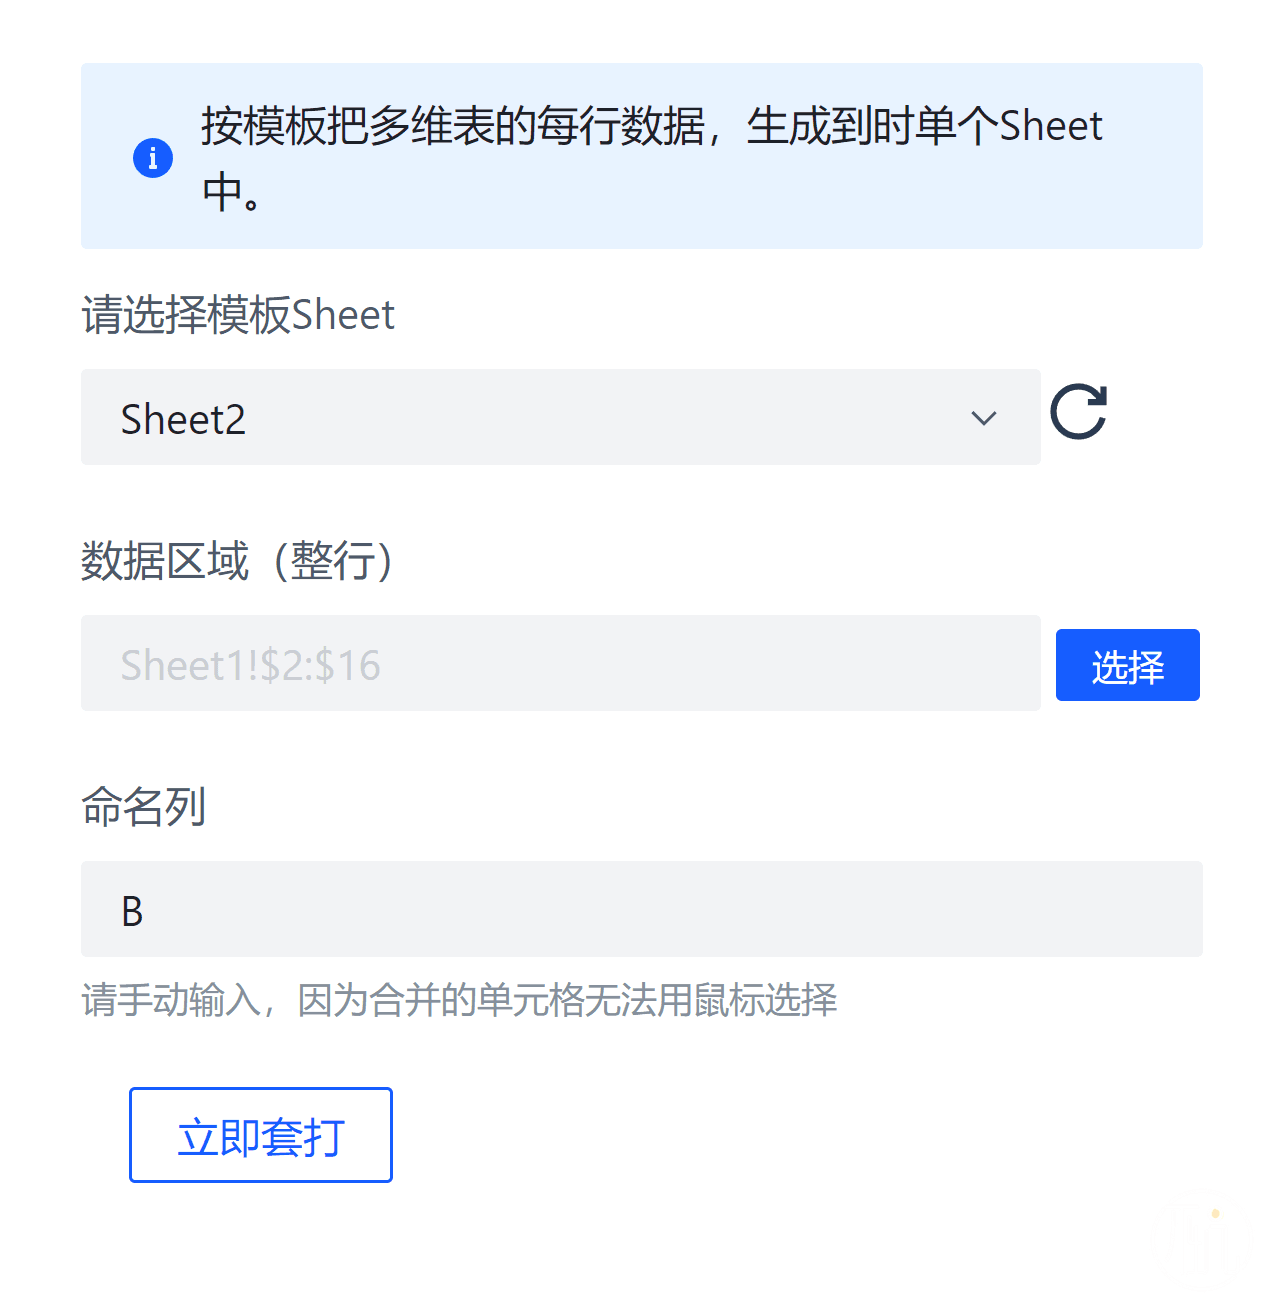 按模板把多维表的每行数据，生成到时单个Sheet
中。
请选择模板Sheet
Sheet2
数据区域（整行）
Sheet1!$2:$16
选择
命名列
B
请手动输入，因为合并的单元格无法用鼠标选择
立即套打